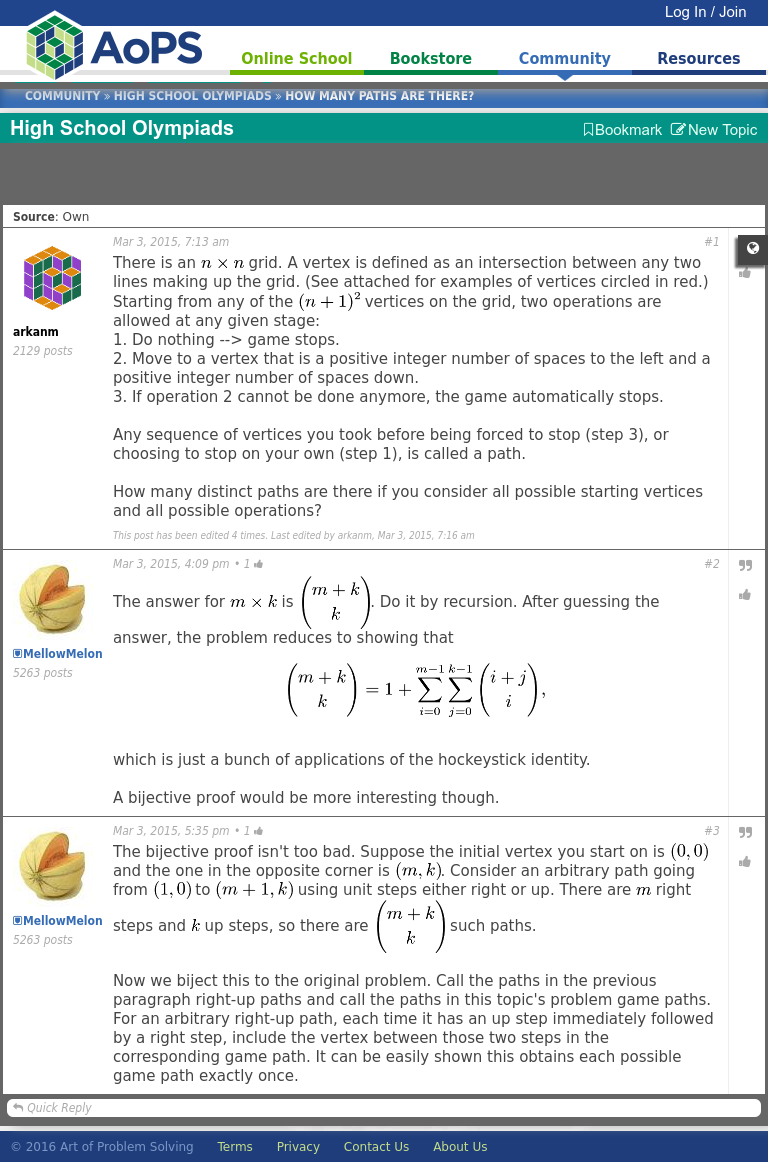 Log In / Join
AoPS
Online School Bookstore Community Resources
COMMUNITY » HIGH SCHOOL OLYMPIADS » HOW MANY PATHS ARE THERE?
High School Olympiads
Bookmark New Topic
Source: Own
Mar 3, 2015, 7:13 am #1
arkanm
2129 posts
There is an n × n grid. A vertex is defined as an intersection between any two
lines making up the grid. (See attached for examples of vertices circled in red.)
Starting from any of the (n + 1)² vertices on the grid, two operations are
allowed at any given stage:
1. Do nothing --> game stops.
2. Move to a vertex that is a positive integer number of spaces to the left and a
positive integer number of spaces down.
3. If operation 2 cannot be done anymore, the game automatically stops.
Any sequence of vertices you took before being forced to stop (step 3), or
choosing to stop on your own (step 1), is called a path.
How many distinct paths are there if you consider all possible starting vertices
and all possible operations?
This post has been edited 4 times. Last edited by arkanm, Mar 3, 2015, 7:16 am
Mar 3, 2015, 4:09 pm • 1 #2
MellowMelon
5263 posts
The answer for m × k is \binom{m + k}{k}. Do it by recursion. After guessing the
answer, the problem reduces to showing that
\binom{m + k}{k} = 1 + \sum_{i=0}^{m-1} \sum_{j=0}^{k-1} \binom{i + j}{i},
which is just a bunch of applications of the hockeystick identity.
A bijective proof would be more interesting though.
Mar 3, 2015, 5:35 pm • 1 #3
MellowMelon
5263 posts
The bijective proof isn't too bad. Suppose the initial vertex you start on is (0, 0)
and the one in the opposite corner is (m, k). Consider an arbitrary path going
from (1, 0) to (m + 1, k) using unit steps either right or up. There are m right
steps and k up steps, so there are \binom{m + k}{k} such paths.
Now we biject this to the original problem. Call the paths in the previous
paragraph right-up paths and call the paths in this topic's problem game paths.
For an arbitrary right-up path, each time it has an up step immediately followed
by a right step, include the vertex between those two steps in the
corresponding game path. It can be easily shown this obtains each possible
game path exactly once.
Quick Reply
© 2016 Art of Problem Solving Terms Privacy Contact Us About Us